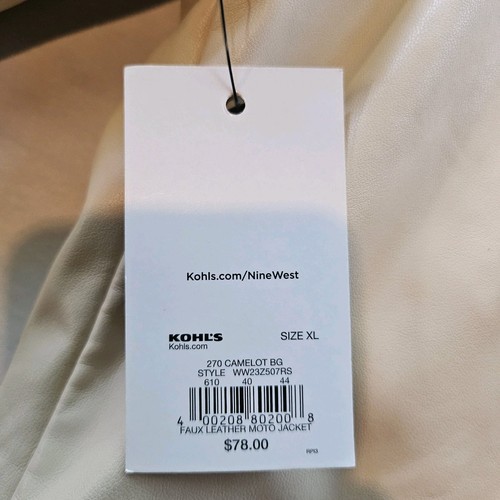 Kohls.com/NineWest
KOHL'S SIZE XL
Kohls.com
270 CAMELOT BG
STYLE WW23Z507RS
610 40 44
4 00208 80200 8
FAUX LEATHER MOTO JACKET
$78.00
RPG